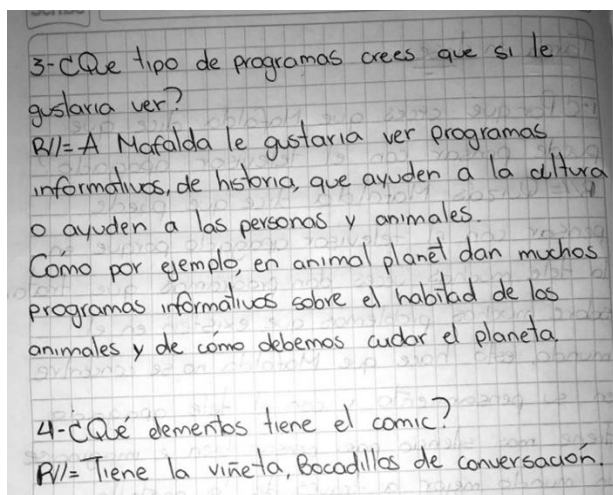 3-¿Que tipo de programas crees que si le
gustaria ver?
R//= A Mafalda le gustaria ver programas
informativos, de historia, que ayuden a la cultura
o ayuden a las personas y animales.
Como por ejemplo, en animal planet dan muchos
programas informativos sobre el habitad de los
animales y de cómo debemos cuidar el planeta.
4-¿Qué elementos tiene el comic?
R//= Tiene la viñeta, Bocadillos de conversación.